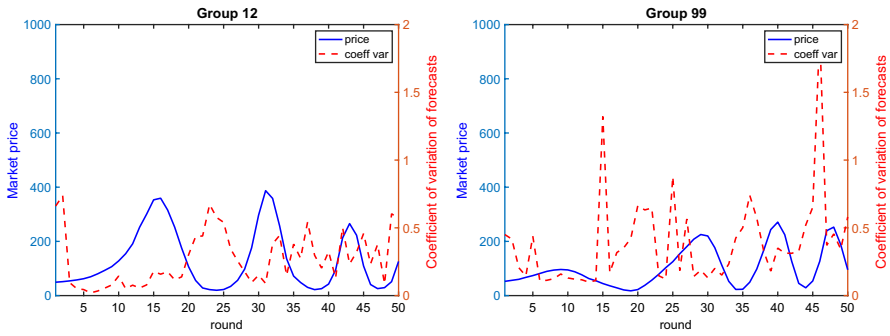 Group 12
1000
800
600
400
200
0
Market price
5 10 15 20 25 30 35 40 45 50
round
2
1.5
1
0.5
0
Coefficient of variation of forecasts
price
coeff var
Group 99
1000
800
600
400
200
0
Market price
5 10 15 20 25 30 35 40 45 50
round
2
1.5
1
0.5
0
Coefficient of variation of forecasts
price
coeff var